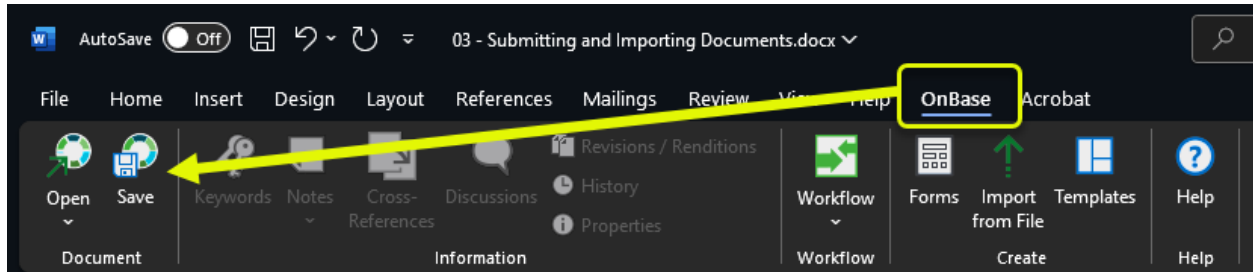 W AutoSave Off 03 - Submitting and Importing Documents.docx
File Home Insert Design Layout References Mailings Review View Help OnBase Acrobat
Open Save Keywords Notes Cross-References Discussions Revisions / Renditions History Properties Workflow Forms Import from File Templates Help
Document Information Workflow Create Help